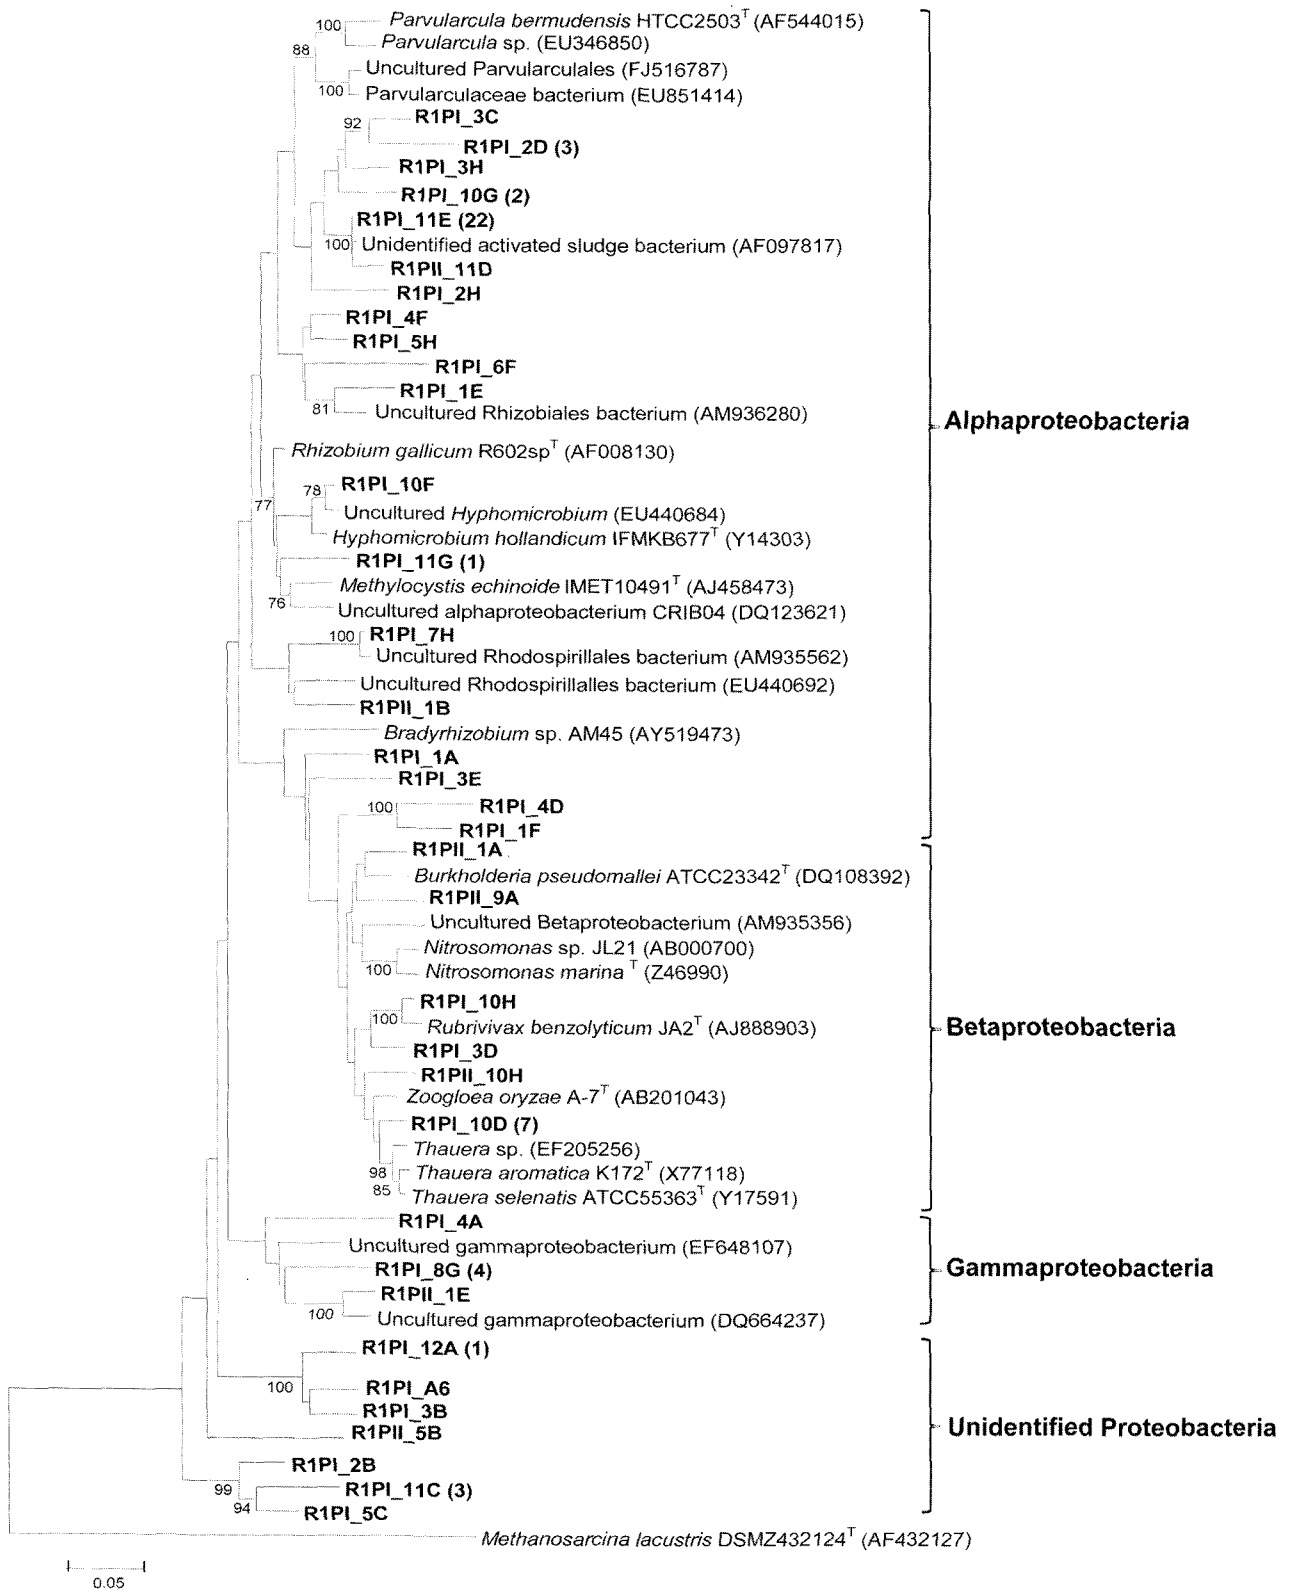 100
Parvularcula bermudensis HTCC2503T (AF544015)
Parvularcula sp. (EU346850)
88
Uncultured Parvularculales (FJ516787)
100
Parvularculaceae bacterium (EU851414)
R1PI_3C
92
R1PI_2D (3)
R1PI_3H
R1PI_10G (2)
R1PI_11E (22)
100
Unidentified activated sludge bacterium (AF097817)
R1PII_11D
R1PI_2H
R1PI_4F
R1PI_5H
R1PI_6F
R1PI_1E
81
Uncultured Rhizobiales bacterium (AM936280)
Alphaproteobacteria
Rhizobium gallicum R602spT (AF008130)
78
R1PI_10F
77
Uncultured Hyphomicrobium (EU440684)
Hyphomicrobium hollandicum IFMKB677T (Y14303)
R1PI_11G (1)
Methylocystis echinoide IMET10491T (AJ458473)
76
Uncultured alphaproteobacterium CRIB04 (DQ123621)
100
R1PI_7H
Uncultured Rhodospirillales bacterium (AM935562)
Uncultured Rhodospirillalles bacterium (EU440692)
R1PII_1B
Bradyrhizobium sp. AM45 (AY519473)
R1PI_1A
R1PI_3E
100
R1PI_4D
R1PI_1F
R1PII_1A
Burkholderia pseudomallei ATCC23342T (DQ108392)
R1PII_9A
Uncultured Betaproteobacterium (AM935356)
Nitrosomonas sp. JL21 (AB000700)
100
Nitrosomonas marina T (Z46990)
R1PI_10H
100
Rubrivivax benzolyticum JA2T (AJ888903)
Betaproteobacteria
R1PI_3D
R1PII_10H
Zoogloea oryzae A-7T (AB201043)
R1PI_10D (7)
Thauera sp. (EF205256)
98
Thauera aromatica K172T (X77118)
85
Thauera selenatis ATCC55363T (Y17591)
R1PI_4A
Uncultured gammaproteobacterium (EF648107)
R1PI_8G (4)
Gammaproteobacteria
R1PII_1E
100
Uncultured gammaproteobacterium (DQ664237)
R1PI_12A (1)
100
R1PI_A6
R1PI_3B
R1PII_5B
Unidentified Proteobacteria
R1PI_2B
99
R1PI_11C (3)
94
R1PI_5C
Methanosarcina lacustris DSMZ432124T (AF432127)
0.05